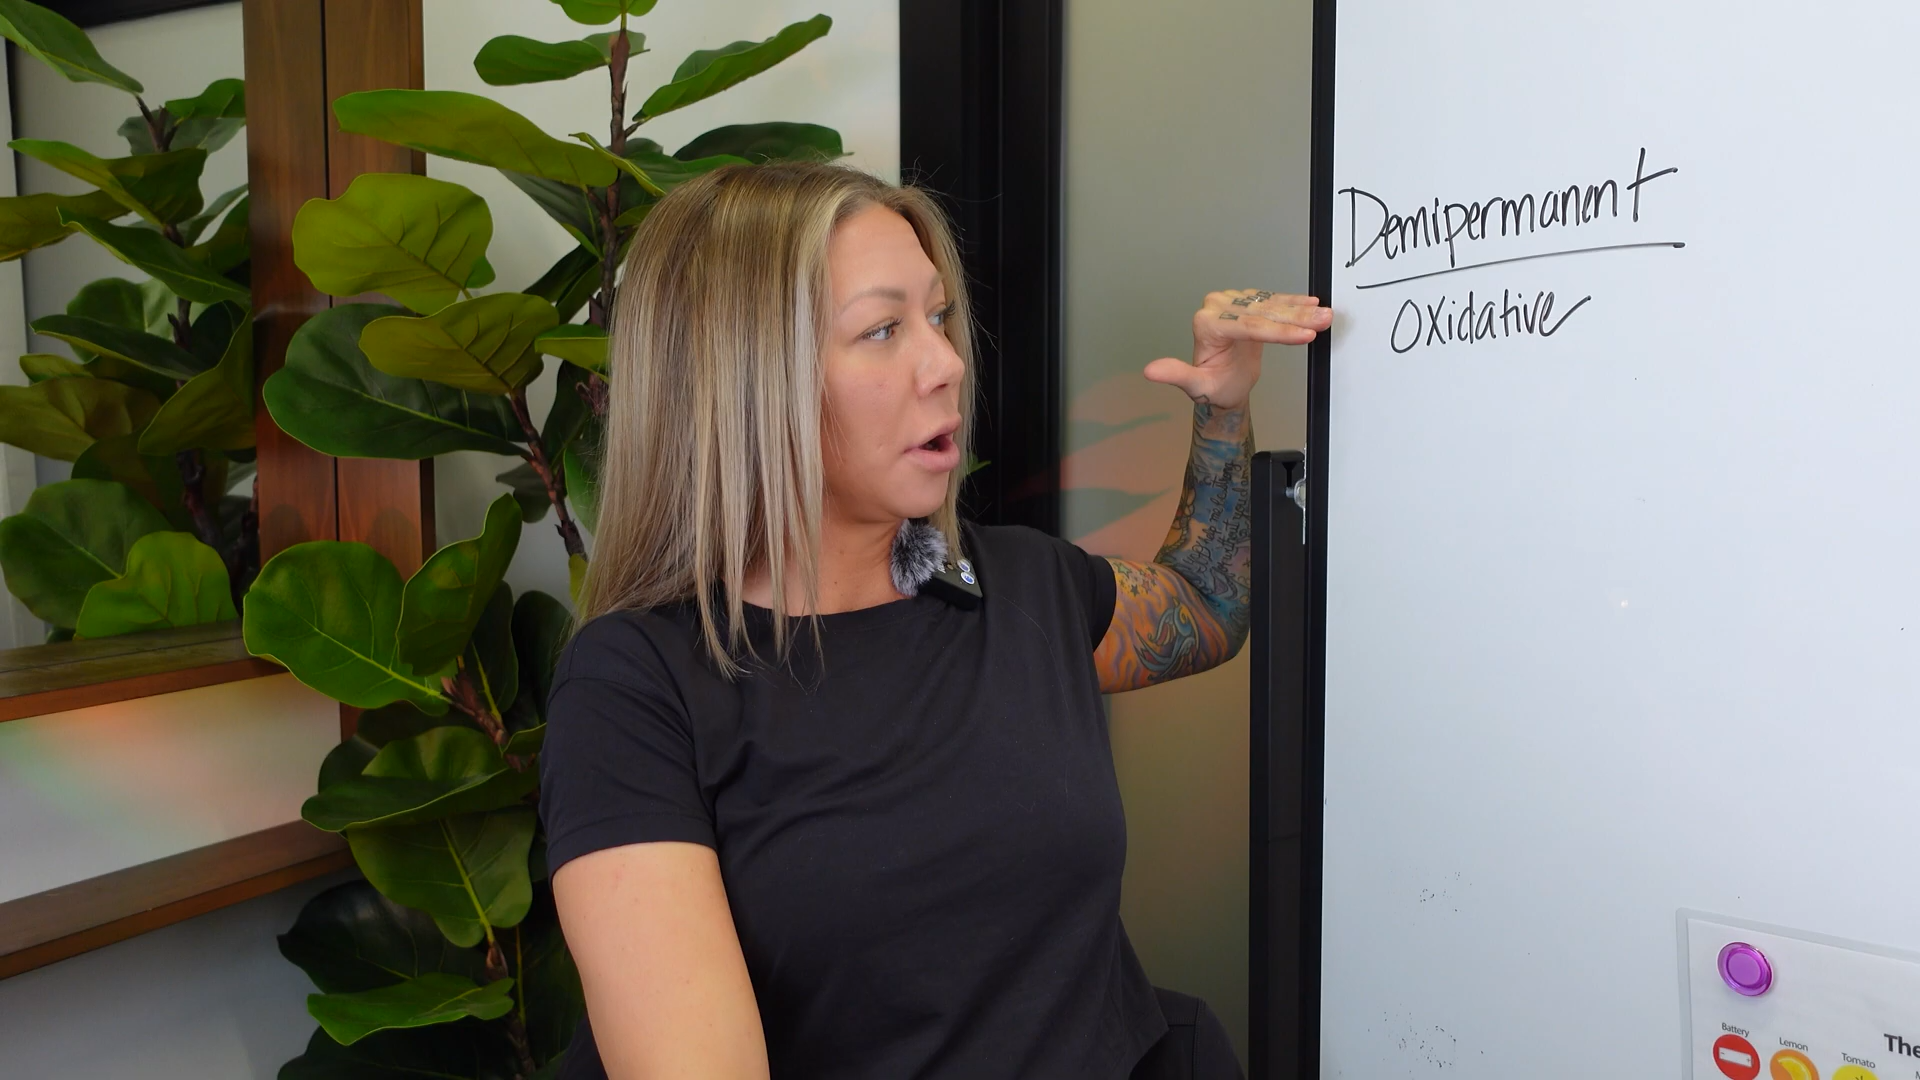 Demipermanent
Oxidative
The
Battery
Lemon
Tomato